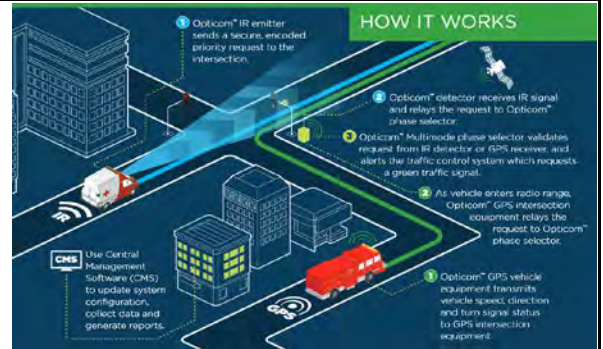 HOW IT WORKS
1 Opticom™ IR emitter
sends a secure, encoded
priority request to the
intersection.
2 Opticom™ detector receives IR signal
and relays the request to Opticom™
phase selector.
3 Opticom™ Multimode phase selector validates
request from IR detector or GPS receiver, and
alerts the traffic control system which requests
a green traffic signal.
2 As vehicle enters radio range,
Opticom™ GPS intersection
equipment relays the
request to Opticom™
phase selector.
IR
CMS
Use Central
Management
Software (CMS)
to update system
configuration,
collect data and
generate reports.
GPS
1 Opticom™ GPS vehicle
equipment transmits
vehicle speed, direction
and turn signal status
to GPS intersection
equipment.